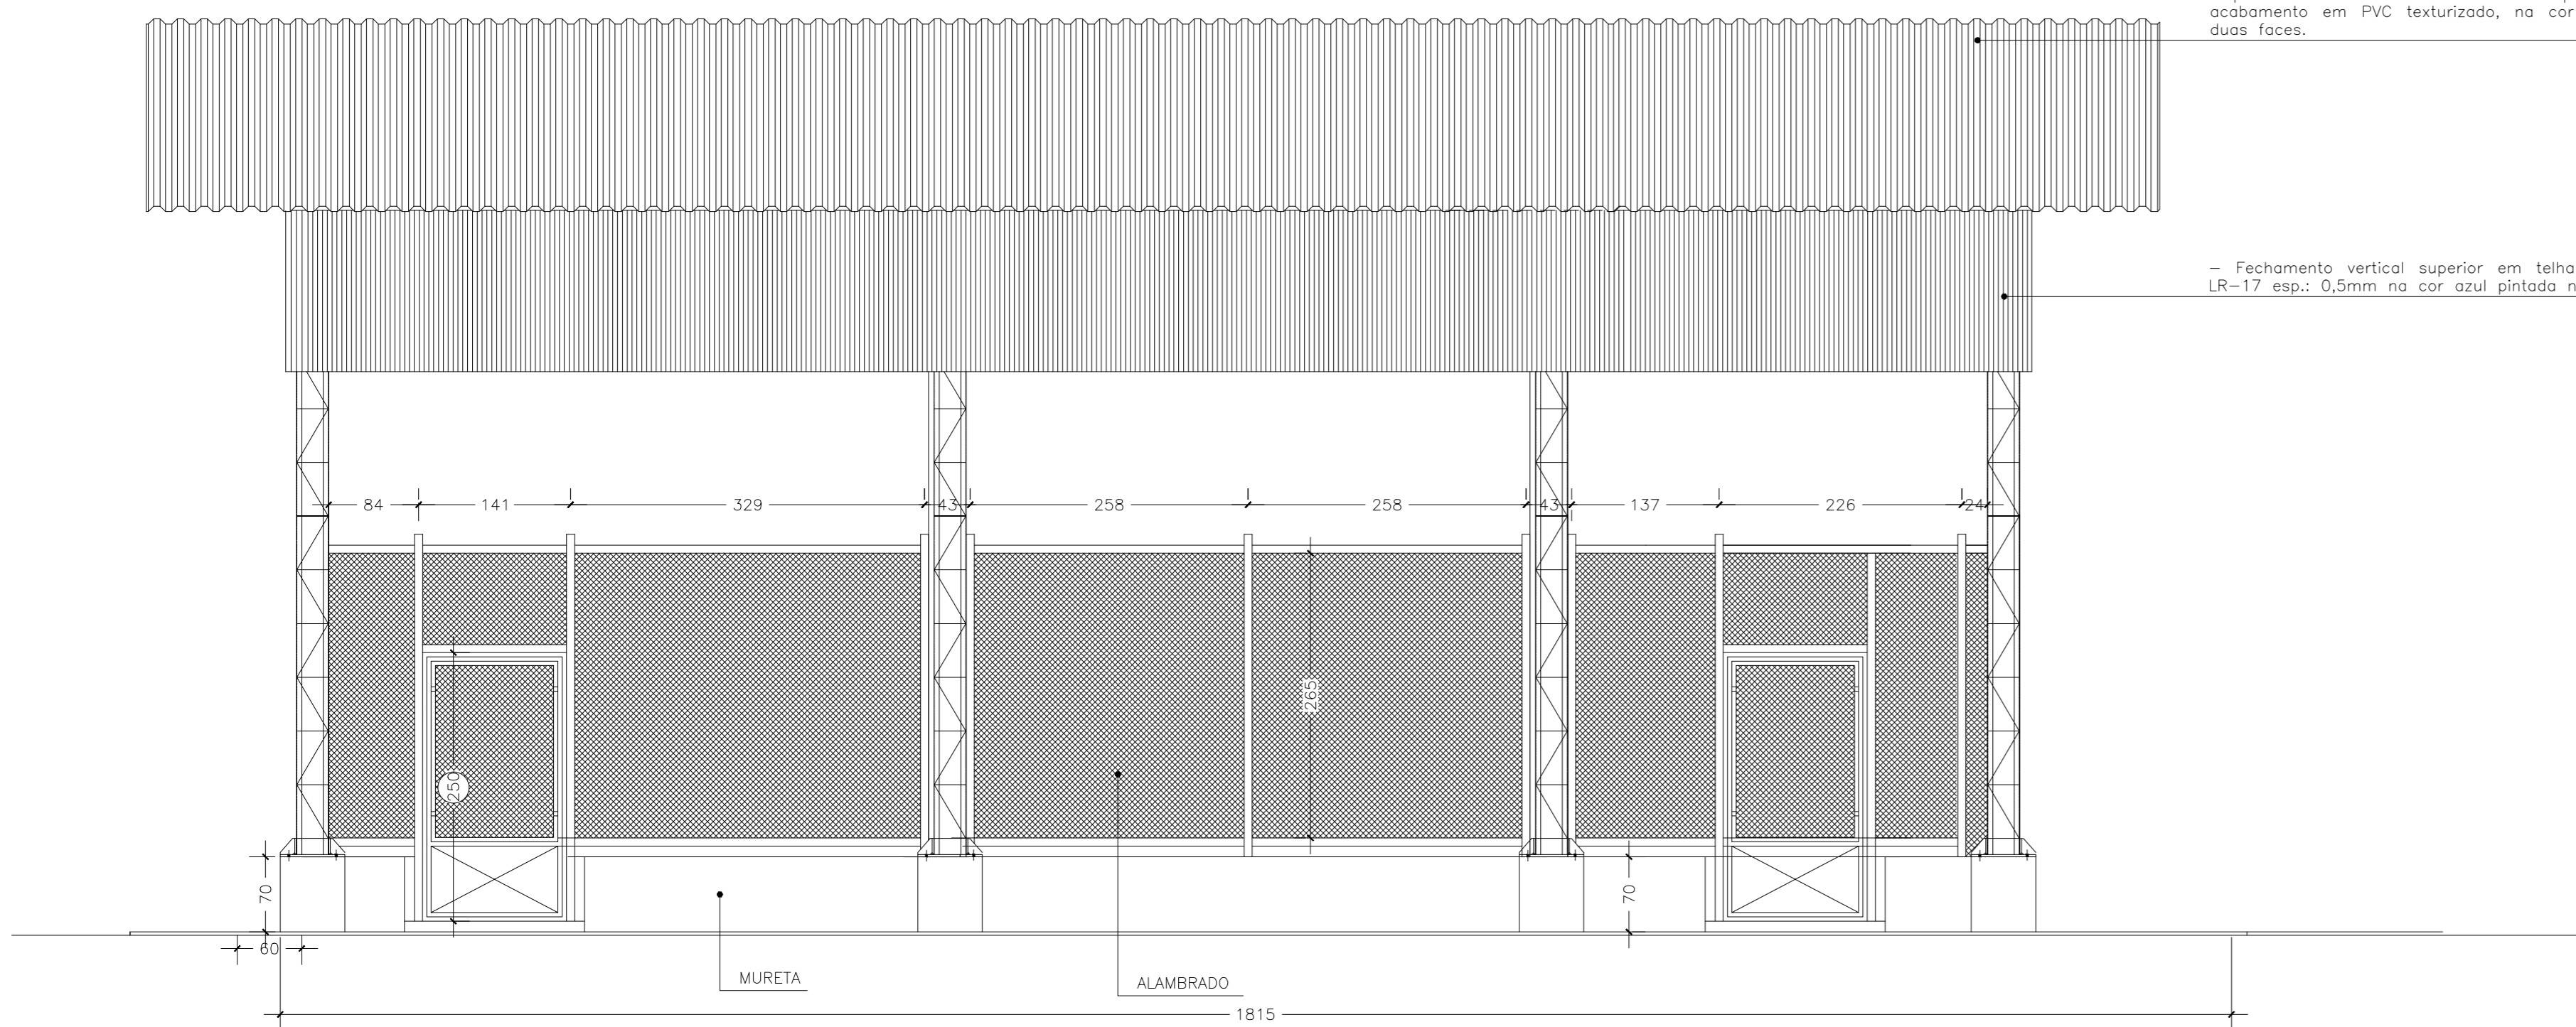 acabamento em PVC texturizado, na cor
duas faces.
- Fechamento vertical superior em telha
LR-17 esp.: 0,5mm na cor azul pintada n
84 141 329 43 258 258 43 137 226 24
265
250
70
70
60
MURETA
ALAMBRADO
1815